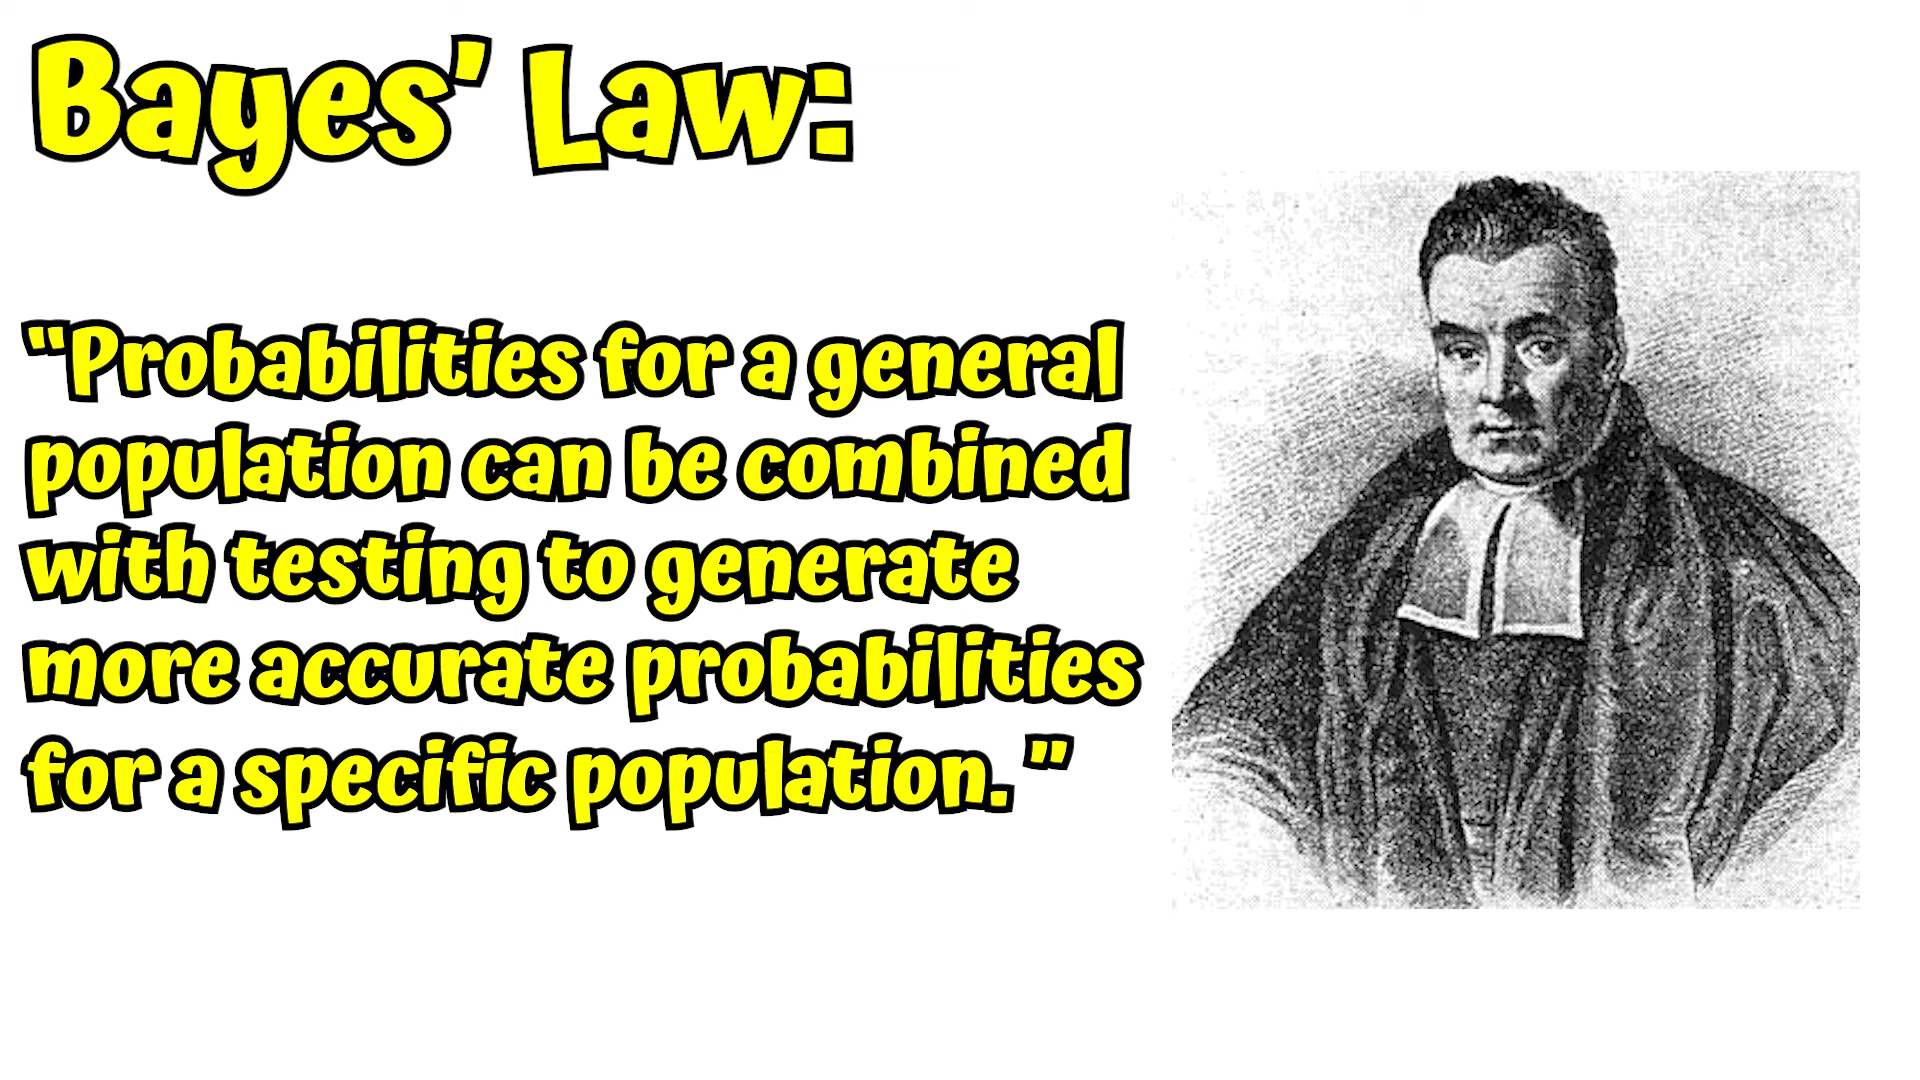 Bayes' Law:
"Probabilities for a general
population can be combined
with testing to generate
more accurate probabilities
for a specific population. "